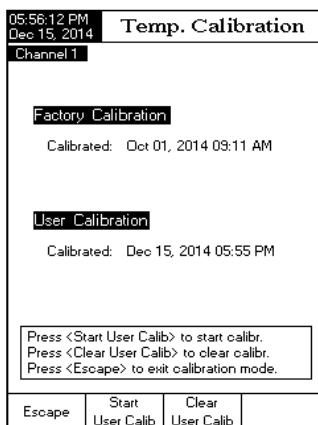 05:56:12 PM
Dec 15, 2014
Temp. Calibration
Channel 1
Factory Calibration
Calibrated: Oct 01, 2014 09:11 AM
User Calibration
Calibrated: Dec 15, 2014 05:55 PM
Press <Start User Calib> to start calibr.
Press <Clear User Calib> to clear calibr.
Press <Escape> to exit calibration mode.
Escape
Start
User Calib
Clear
User Calib